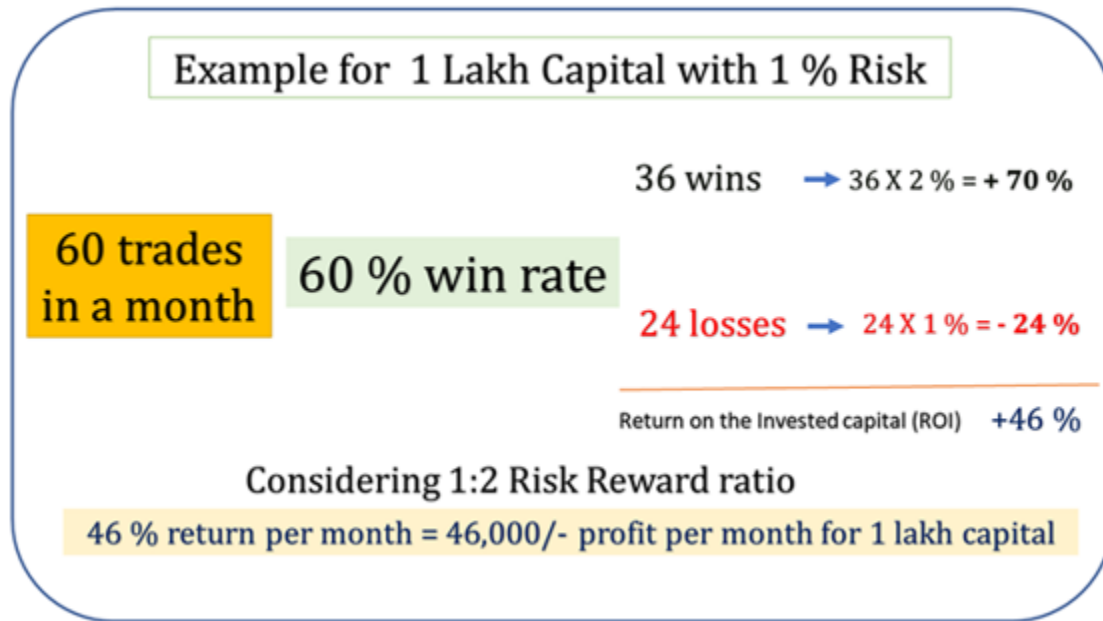 Example for 1 Lakh Capital with 1 % Risk
36 wins
36 X 2 % = + 70 %
60 trades
in a month
60 % win rate
24 losses
24 X 1 % = - 24 %
Return on the Invested capital (ROI) +46 %
Considering 1:2 Risk Reward ratio
46 % return per month = 46,000/- profit per month for 1 lakh capital